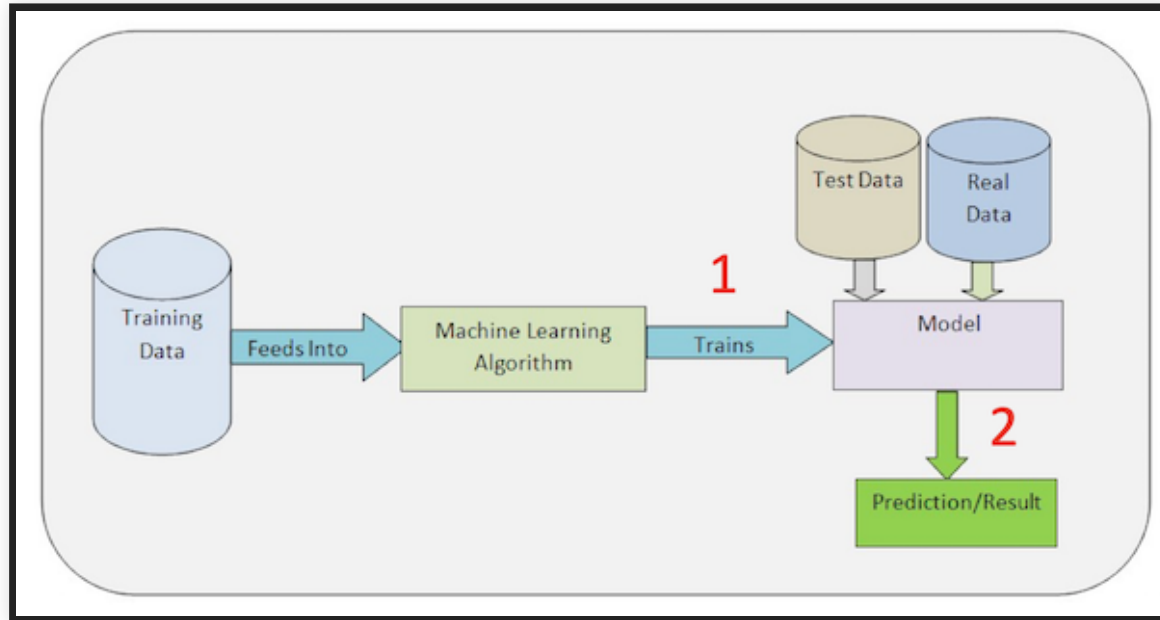 Training
Data
Feeds Into
Machine Learning
Algorithm
1
Trains
Test Data
Real
Data
Model
2
Prediction/Result